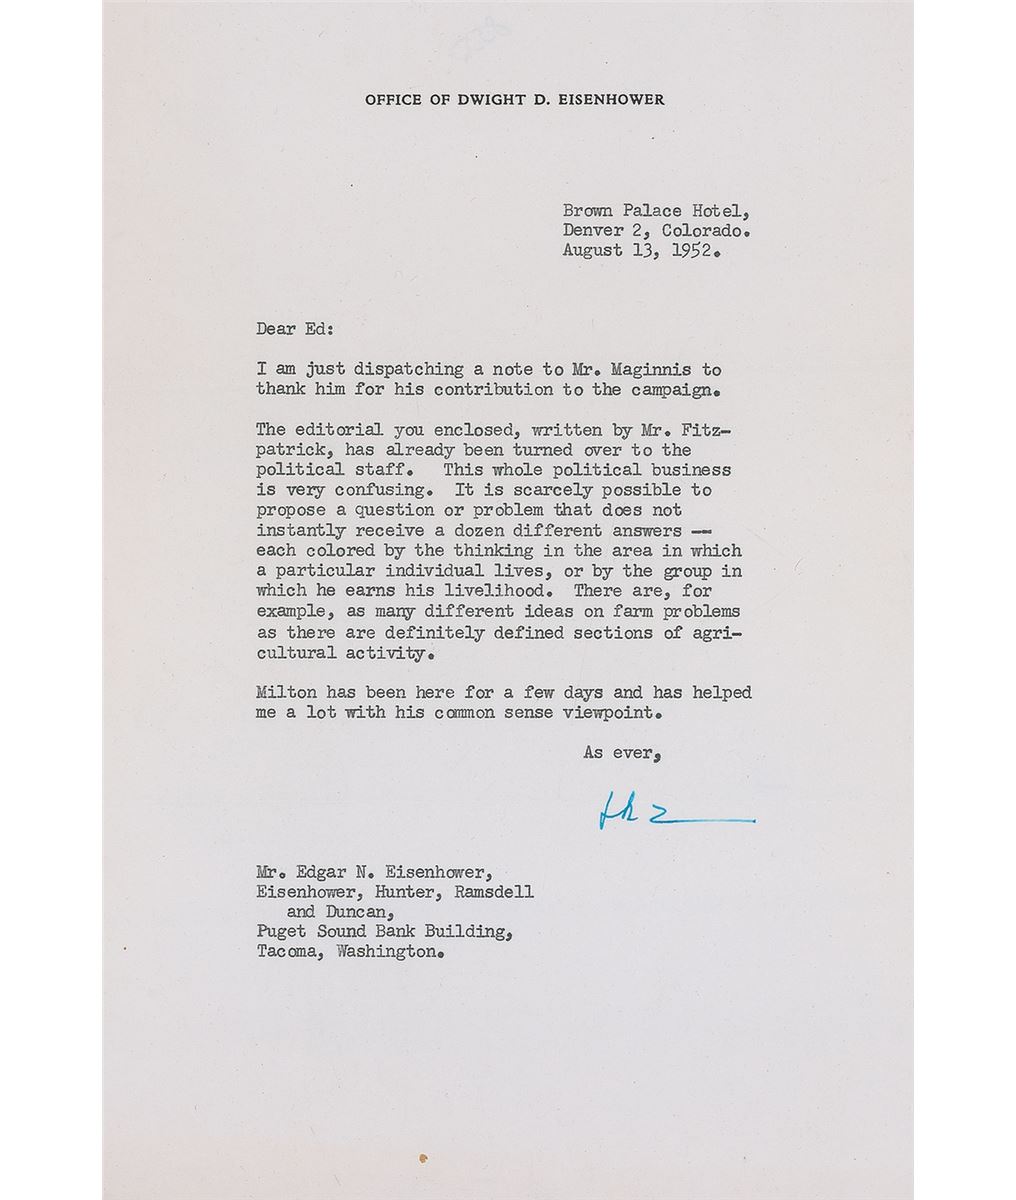 OFFICE OF DWIGHT D. EISENHOWER
Brown Palace Hotel,
Denver 2, Colorado.
August 13, 1952.
Dear Ed:
I am just dispatching a note to Mr. Maginnis to
thank him for his contribution to the campaign.
The editorial you enclosed, written by Mr. Fitz-
patrick, has already been turned over to the
political staff. This whole political business
is very confusing. It is scarcely possible to
propose a question or problem that does not
instantly receive a dozen different answers --
each colored by the thinking in the area in which
a particular individual lives, or by the group in
which he earns his livelihood. There are, for
example, as many different ideas on farm problems
as there are definitely defined sections of agri-
cultural activity.
Milton has been here for a few days and has helped
me a lot with his common sense viewpoint.
As ever,
Mr. Edgar N. Eisenhower,
Eisenhower, Hunter, Ramsdell
and Duncan,
Puget Sound Bank Building,
Tacoma, Washington.